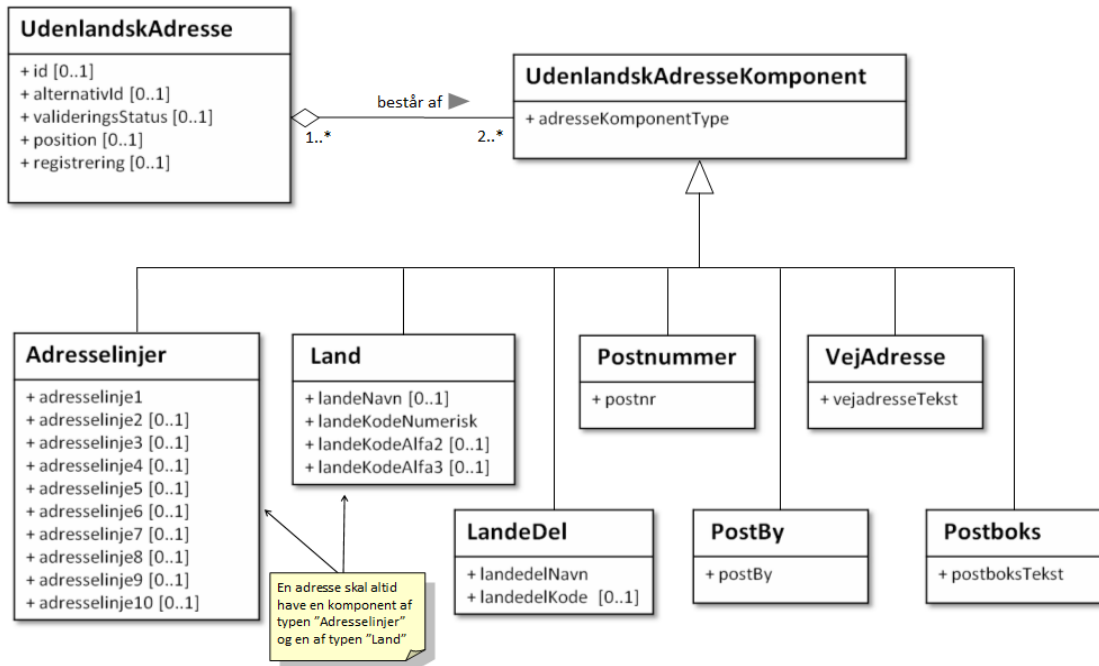 UdenlandskAdresse
+ id [0..1]
+ alternativId [0..1]
+ valideringsStatus [0..1]
+ position [0..1]
+ registrering [0..1]
består af
1..*
2..*
UdenlandskAdresseKomponent
+ adresseKomponentType
Adresselinjer
+ adresselinje1
+ adresselinje2 [0..1]
+ adresselinje3 [0..1]
+ adresselinje4 [0..1]
+ adresselinje5 [0..1]
+ adresselinje6 [0..1]
+ adresselinje7 [0..1]
+ adresselinje8 [0..1]
+ adresselinje9 [0..1]
+ adresselinje10 [0..1]
Land
+ landeNavn [0..1]
+ landeKodeNumerisk
+ landeKodeAlfa2 [0..1]
+ landeKodeAlfa3 [0..1]
Postnummer
+ postnr
VejAdresse
+ vejadresseTekst
LandeDel
+ landedelNavn
+ landedelKode [0..1]
PostBy
+ postBy
Postboks
+ postboksTekst
En adresse skal altid
have en komponent af
typen ”Adresselinjer”
og en af typen ”Land”